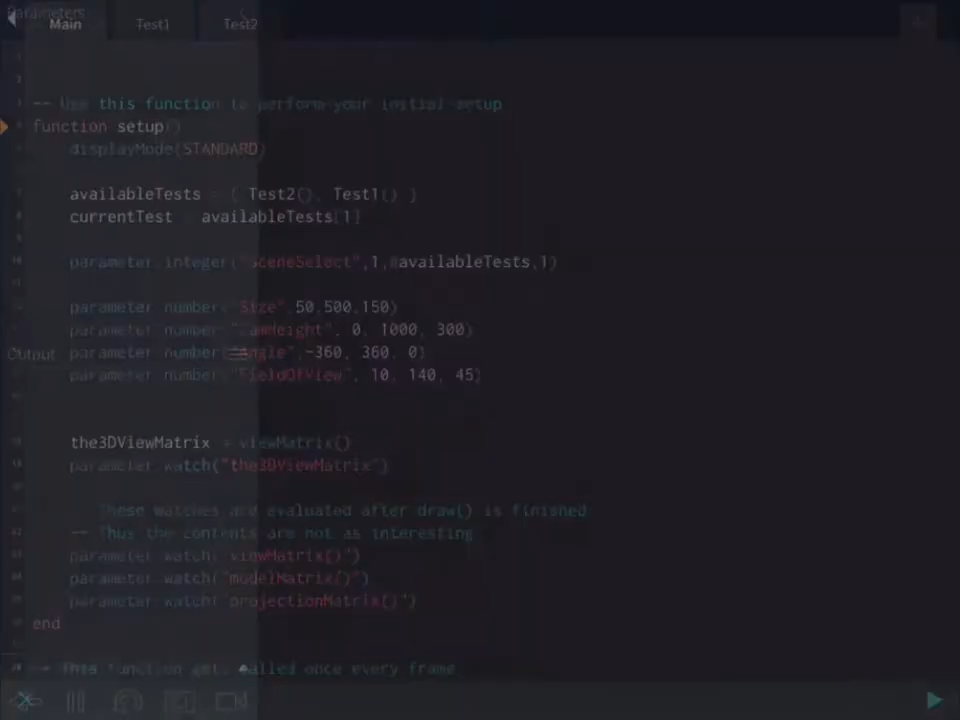 Parameters
Main Test1 Test2
-- Use this function to perform your initial setup
function setup()
displayMode(STANDARD)
availableTests = { Test2(), Test1() }
currentTest = availableTests[1]
parameter.integer("SceneSelect",1,#availableTests,1)
parameter.number("Size",50,500,150)
parameter.number("CamHeight", 0, 1000, 300)
Output
parameter.number("Angle",-360, 360, 0)
parameter.number("FieldOfView", 10, 140, 45)
the3DViewMatrix = viewMatrix()
parameter.watch("the3DViewMatrix")
These watches are evaluated after draw() is finished
-- Thus the contents are not as interesting
parameter.watch("viewMatrix()")
parameter.watch("modelMatrix()")
parameter.watch("projectionMatrix()")
end
-- This function gets called once every frame